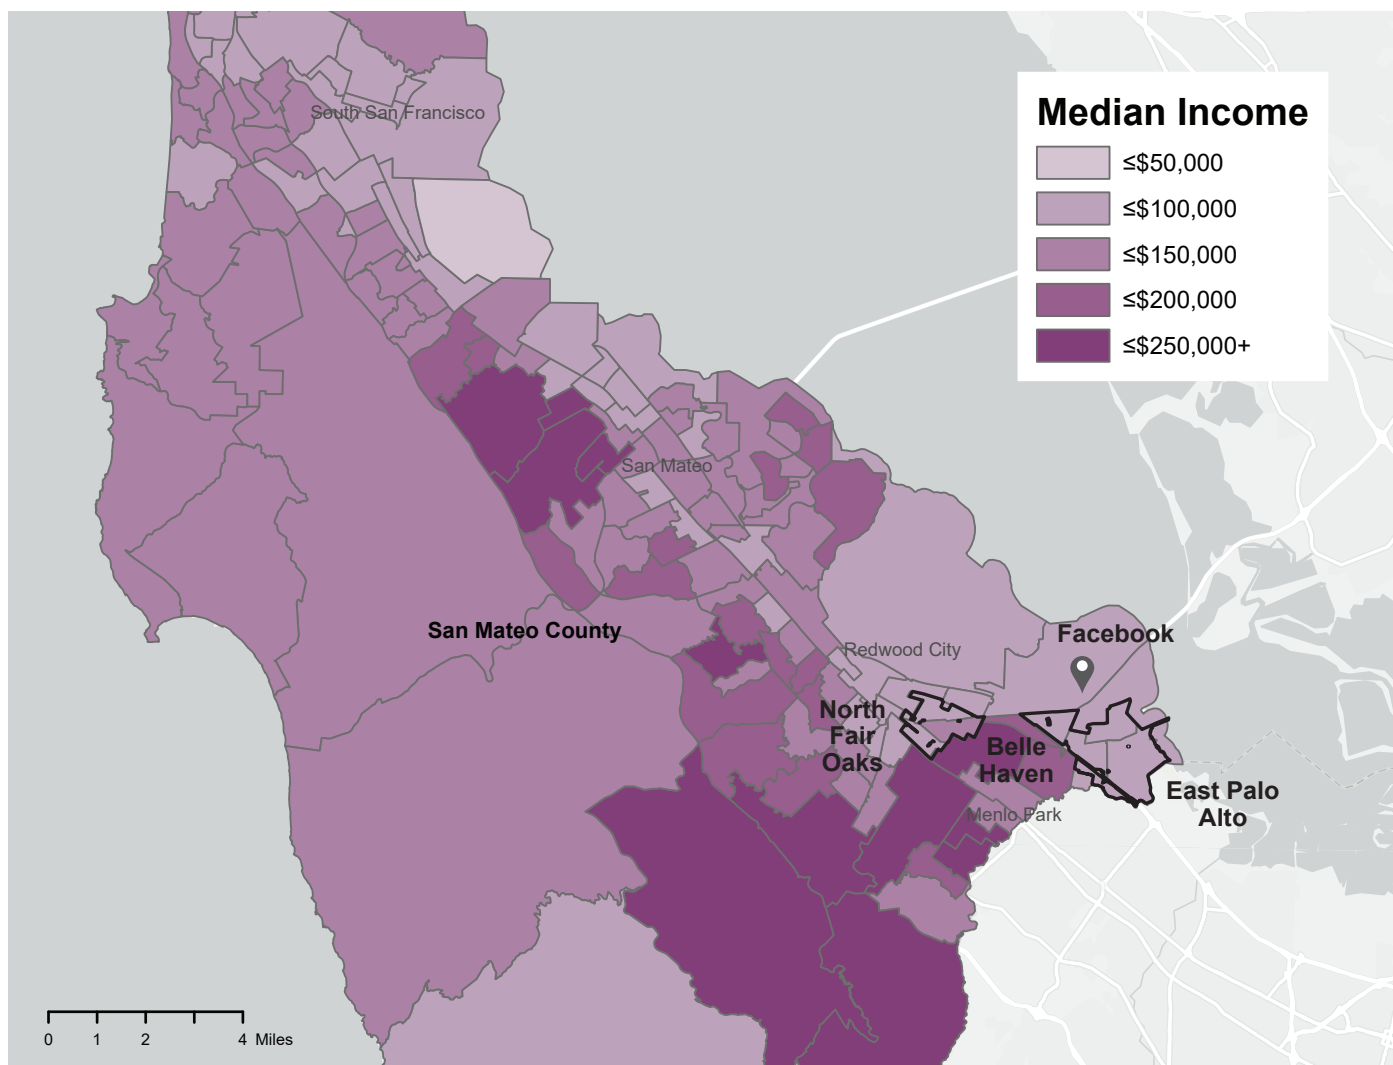 South San Francisco
Median Income
≤$50,000
≤$100,000
≤$150,000
≤$200,000
≤$250,000+
San Mateo
San Mateo County
Facebook
Redwood City
North
Fair
Oaks
Belle
Haven
East Palo
Alto
Menlo Park
0 1 2 4 Miles